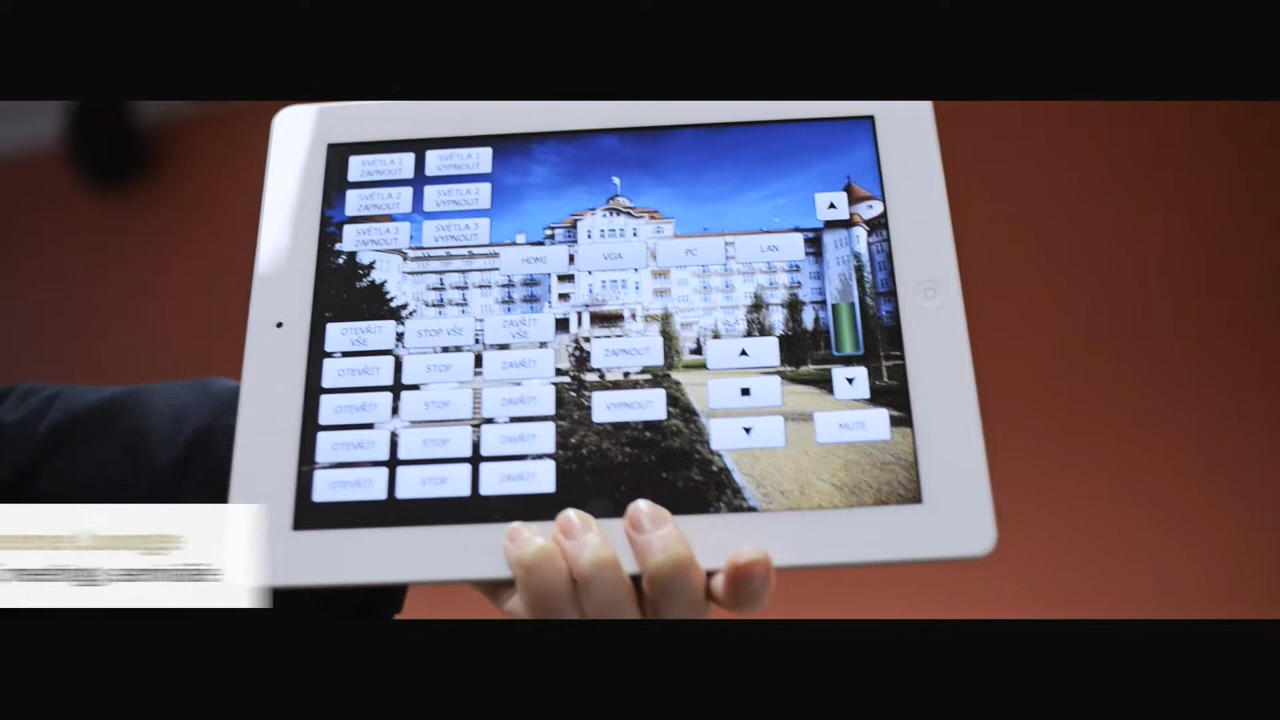 SVĚTLA 1
ZAPNOUT
SVĚTLA 1
VYPNOUT
SVĚTLA 2
ZAPNOUT
SVĚTLA 2
VYPNOUT
SVĚTLA 3
ZAPNOUT
SVĚTLA 3
VYPNOUT
HDMI
VGA
PC
LAN
OTEVŘÍT
VŠE
STOP VŠE
ZAVŘÍT
VŠE
OTEVŘÍT
STOP
ZAVŘÍT
ZAPNOUT
OTEVŘÍT
STOP
ZAVŘÍT
VYPNOUT
OTEVŘÍT
STOP
ZAVŘÍT
MUTE
OTEVŘÍT
STOP
ZAVŘÍT